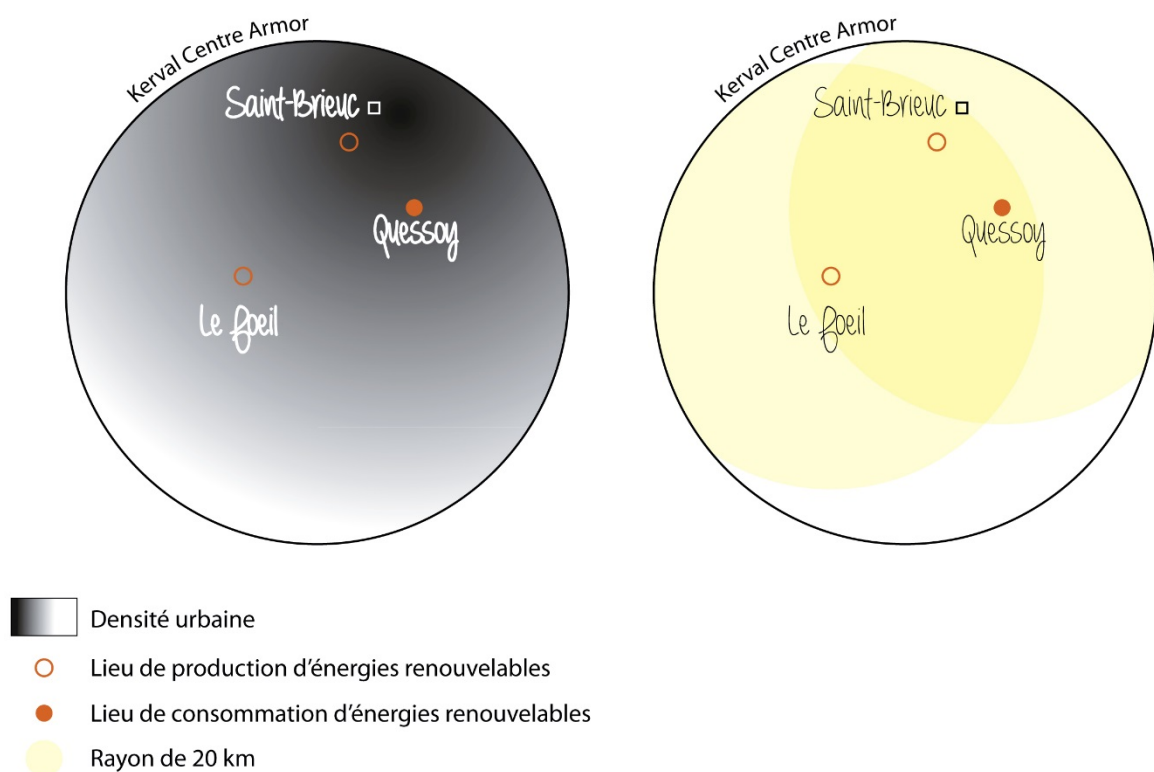 Kerval Centre Armor
Saint-Brieuc
Quessoy
Le foeil
Kerval Centre Armor
Saint-Brieuc
Quessoy
Le foeil
Densité urbaine
Lieu de production d'énergies renouvelables
Lieu de consommation d'énergies renouvelables
Rayon de 20 km